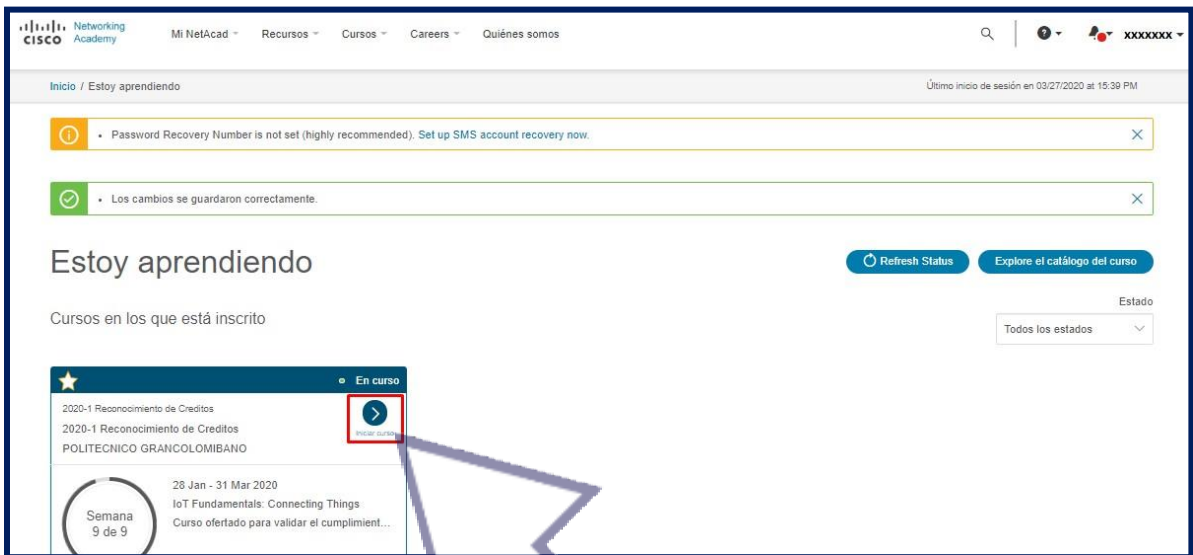 CISCO Networking Academy Mi NetAcad Recursos Cursos Careers Quiénes somos xxxxxxx
Inicio / Estoy aprendiendo Último inicio de sesión en 03/27/2020 at 15:39 PM
Password Recovery Number is not set (highly recommended). Set up SMS account recovery now.
Los cambios se guardaron correctamente.
Estoy aprendiendo Refresh Status Explore el catálogo del curso
Estado
Cursos en los que está inscrito Todos los estados
En curso
2020-1 Reconocimiento de Creditos
2020-1 Reconocimiento de Creditos
POLITECNICO GRANCOLOMBIANO
Iniciar curso
28 Jan - 31 Mar 2020
IoT Fundamentals: Connecting Things
Curso ofertado para validar el cumplimient...
Semana
9 de 9